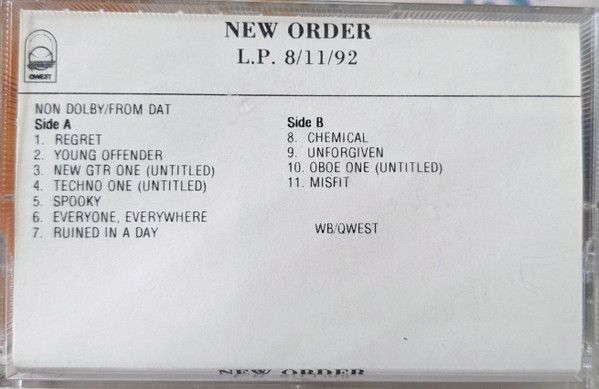 NEW ORDER
L.P. 8/11/92
QWEST
NON DOLBY/FROM DAT
Side A
1. REGRET
2. YOUNG OFFENDER
3. NEW GTR ONE (UNTITLED)
4. TECHNO ONE (UNTITLED)
5. SPOOKY
6. EVERYONE, EVERYWHERE
7. RUINED IN A DAY
Side B
8. CHEMICAL
9. UNFORGIVEN
10. OBOE ONE (UNTITLED)
11. MISFIT
WB/QWEST
NEW ORDER